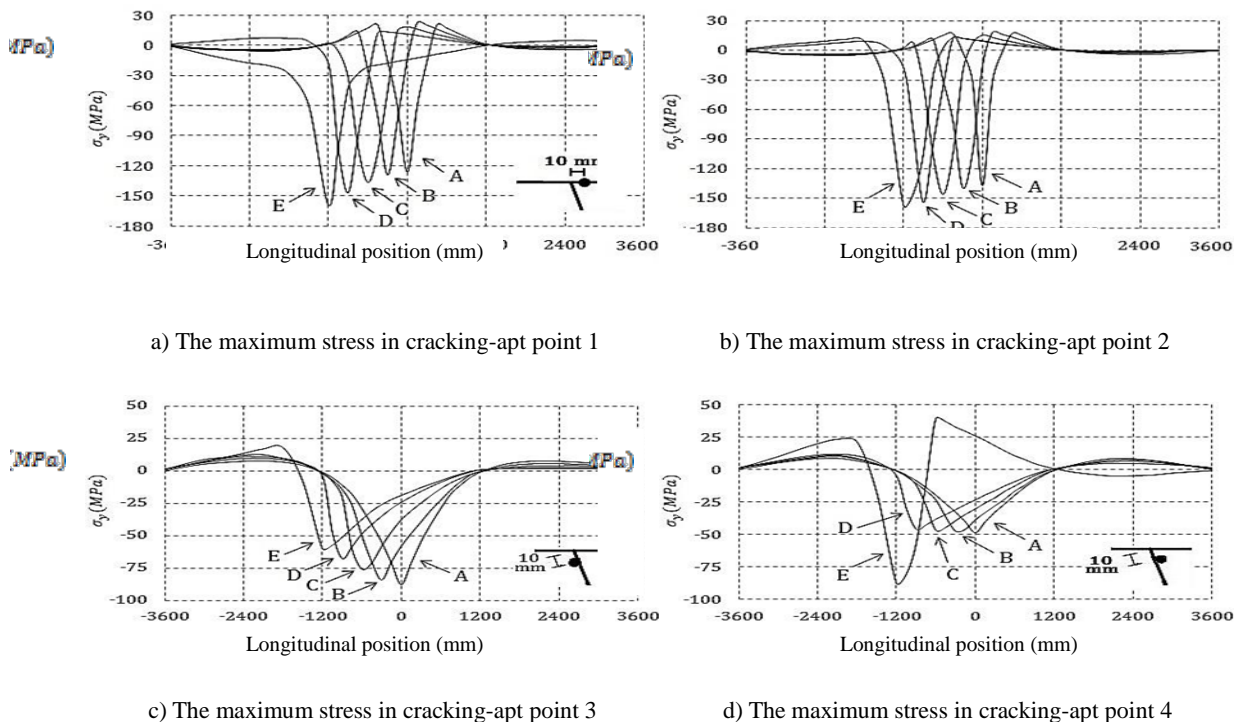 30
0
-30
-60
-90
-120
-150
-180
σy(MPa)
MPa)
A
B
C
D
E
10 mm
-36
2400
3600
Longitudinal position (mm)
a) The maximum stress in cracking-apt point 1
30
0
-30
-60
-90
-120
-150
-180
σy(MPa)
MPa)
A
B
C
D
E
-360
2400
3600
Longitudinal position (mm)
b) The maximum stress in cracking-apt point 2
50
25
0
-25
-50
-75
-100
σy(MPa)
(MPa)
A
B
C
D
E
10
mm
-3600 -2400 -1200 0 1200 2400 3600
Longitudinal position (mm)
c) The maximum stress in cracking-apt point 3
50
25
0
-25
-50
-75
-100
σy(MPa)
MPa)
A
B
C
D
E
10
mm
-3600 -2400 -1200 0 1200 2400 3600
Longitudinal position (mm)
d) The maximum stress in cracking-apt point 4